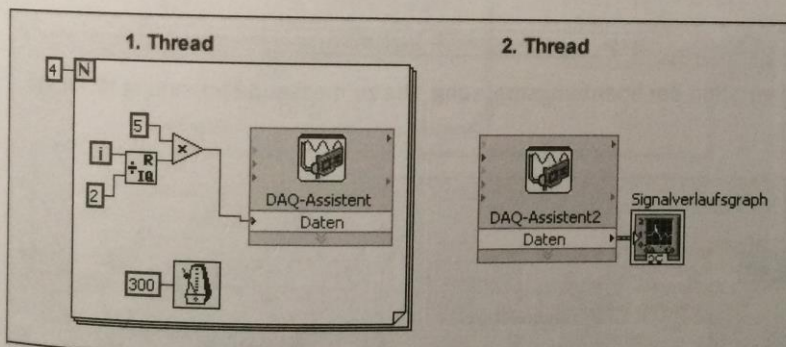 1. Thread
2. Thread
4 N
5
i
R
IQ
2
DAQ-Assistent
Daten
300
DAQ-Assistent2
Daten
Signalverlaufsgraph